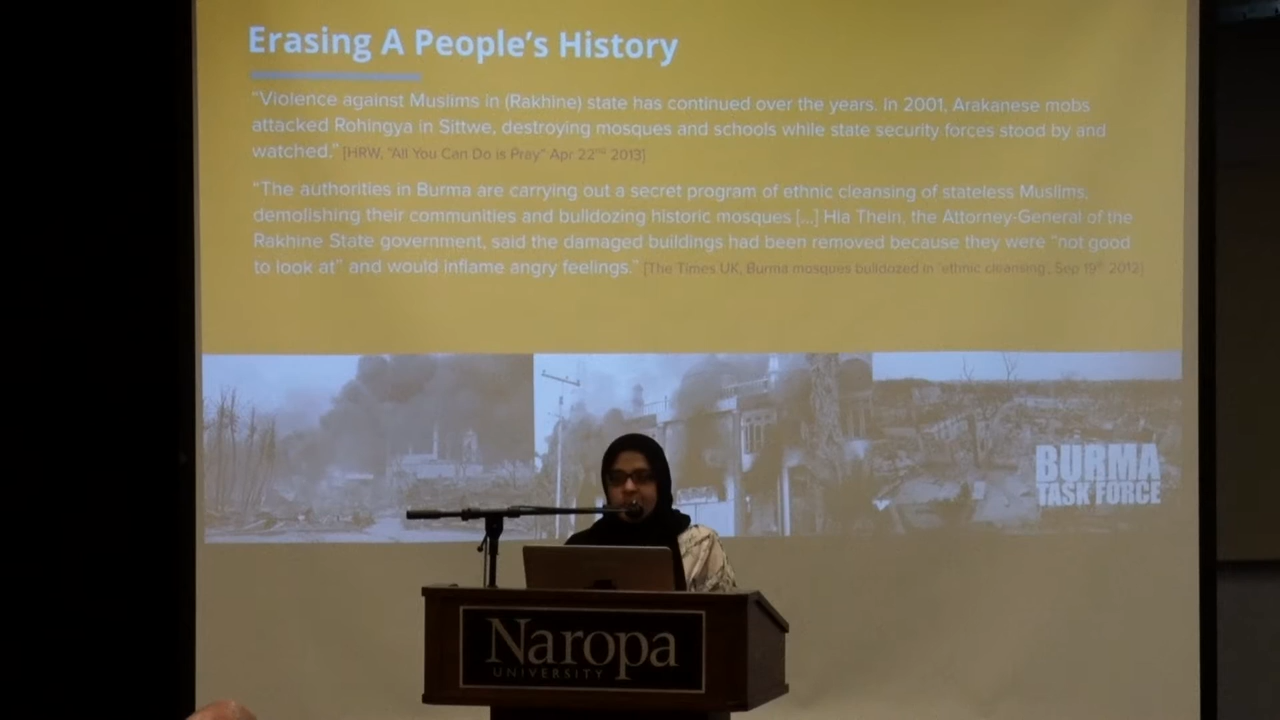 Erasing A People's History
"Violence against Muslims in (Rakhine) state has continued over the years. In 2001, Arakanese mobs
attacked Rohingya in Sittwe, destroying mosques and schools while state security forces stood by and
watched." [HRW, "All You Can Do is Pray" Apr 22nd 2013]
"The authorities in Burma are carrying out a secret program of ethnic cleansing of stateless Muslims,
demolishing their communities and bulldozing historic mosques [...] Hla Thein, the Attorney-General of the
Rakhine State government, said the damaged buildings had been removed because they were "not good
to look at" and would inflame angry feelings." [The Times UK, Burma mosques bulldozed in 'ethnic cleansing', Sep 19th 2012]
BURMA
TASK FORCE
Naropa
UNIVERSITY